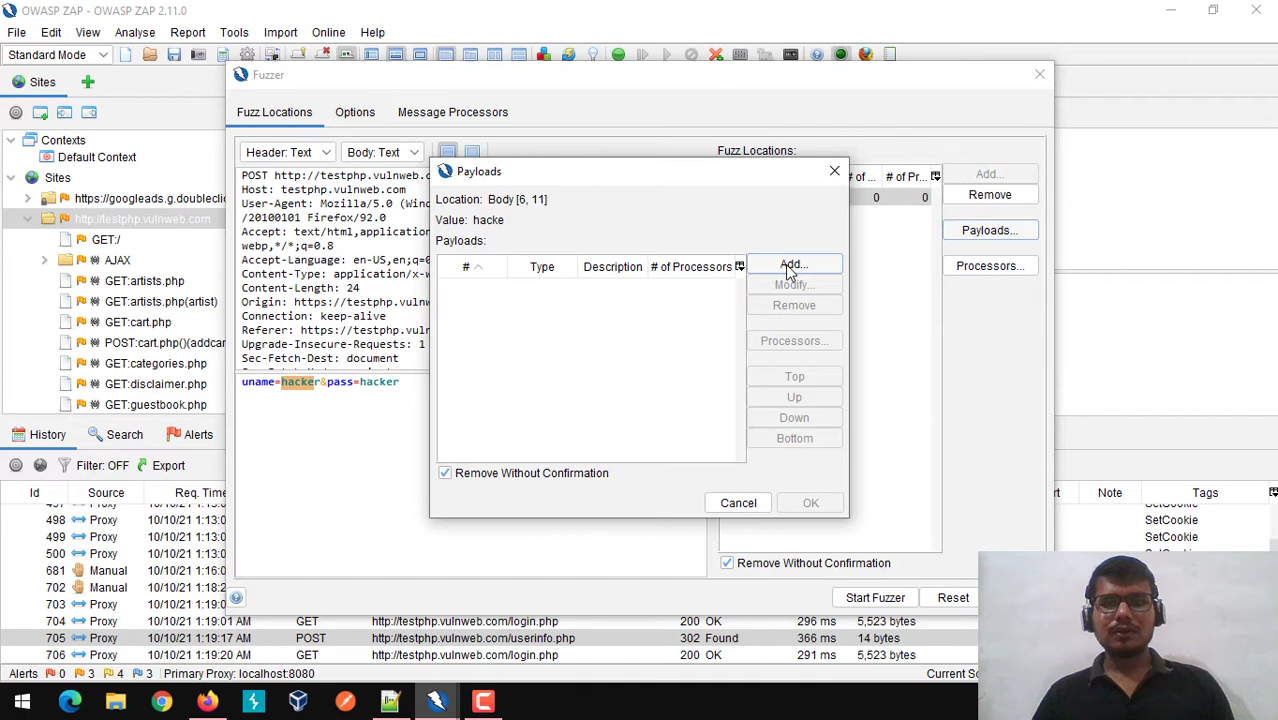 OWASP ZAP - OWASP ZAP 2.11.0
File Edit View Analyse Report Tools Import Online Help
Standard Mode
Sites
Contexts
Default Context
Sites
https://googleads.g.doubleclic
http://testphp.vulnweb.com
GET:/
AJAX
GET:artists.php
GET:artists.php(artist)
GET:cart.php
POST:cart.php()(addcar
GET:categories.php
GET:disclaimer.php
GET:guestbook.php
Fuzzer
Fuzz Locations Options Message Processors
Header: Text Body: Text
POST http://testphp.vulnweb.com
Host: testphp.vulnweb.com
User-Agent: Mozilla/5.0 (Wind
/20100101 Firefox/92.0
Accept: text/html,application
webp,*/*;q=0.8
Accept-Language: en-US,en;q=0
Content-Type: application/x-w
Content-Length: 24
Origin: https://testphp.vulnw
Connection: keep-alive
Referer: https://testphp.vuln
Upgrade-Insecure-Requests: 1
Sec-Fetch-Dest: document
uname=hacker&pass=hacker
Fuzz Locations:
# of ... # of Pr...
0 0
Add...
Remove
Payloads...
Processors...
Remove Without Confirmation
Start Fuzzer Reset
Payloads
Location: Body [6, 11]
Value: hacke
Payloads:
# Type Description # of Processors
Add...
Modify...
Remove
Processors...
Top
Up
Down
Bottom
Remove Without Confirmation
Cancel OK
History Search Alerts
Filter: OFF Export
Id Source Req. Time Note Tags
SetCookie
498 Proxy 10/10/21 1:13:0 SetCookie
499 Proxy 10/10/21 1:13:0 SetCookie
500 Proxy 10/10/21 1:13:0 SetCookie
681 Manual 10/10/21 1:16:0
702 Manual 10/10/21 1:18:2
703 Proxy 10/10/21 1:19:0
704 Proxy 10/10/21 1:19:01 AM GET http://testphp.vulnweb.com/login.php 200 OK 296 ms 5,523 bytes
705 Proxy 10/10/21 1:19:17 AM POST http://testphp.vulnweb.com/userinfo.php 302 Found 366 ms 14 bytes
706 Proxy 10/10/21 1:19:20 AM GET http://testphp.vulnweb.com/login.php 200 OK 291 ms 5,523 bytes
Alerts 0 3 4 3 Primary Proxy: localhost:8080 Current Sc